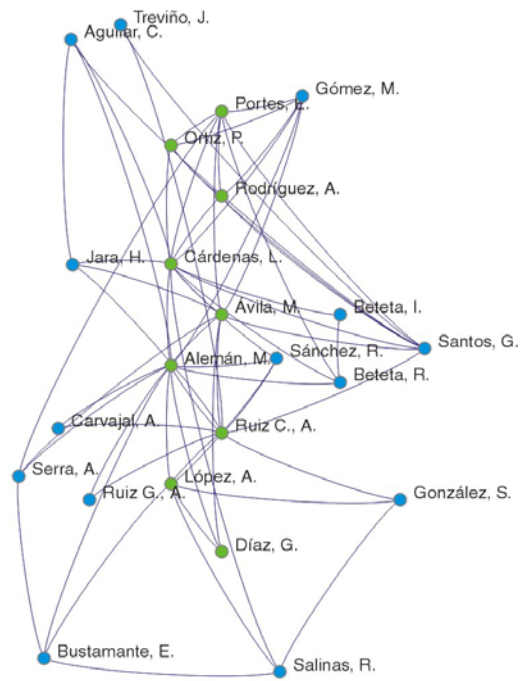 Treviño, J.
Aguilar, C.
Gómez, M.
Portes, E.
Ortiz, P.
Rodríguez, A.
Jara, H.
Cárdenas, L.
Ávila, M.
Beteta, I.
Santos, G.
Sánchez, R.
Alemán, M.
Beteta, R.
Carvajal, A.
Ruiz C., A.
Serra, A.
López, A.
Ruiz G., A.
González, S.
Díaz, G.
Bustamante, E.
Salinas, R.